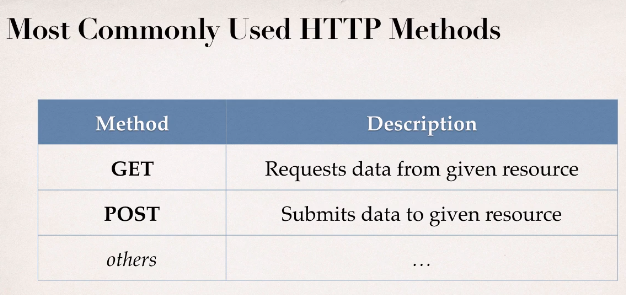 Most Commonly Used HTTP Methods
Method Description
GET Requests data from given resource
POST Submits data to given resource
others ...